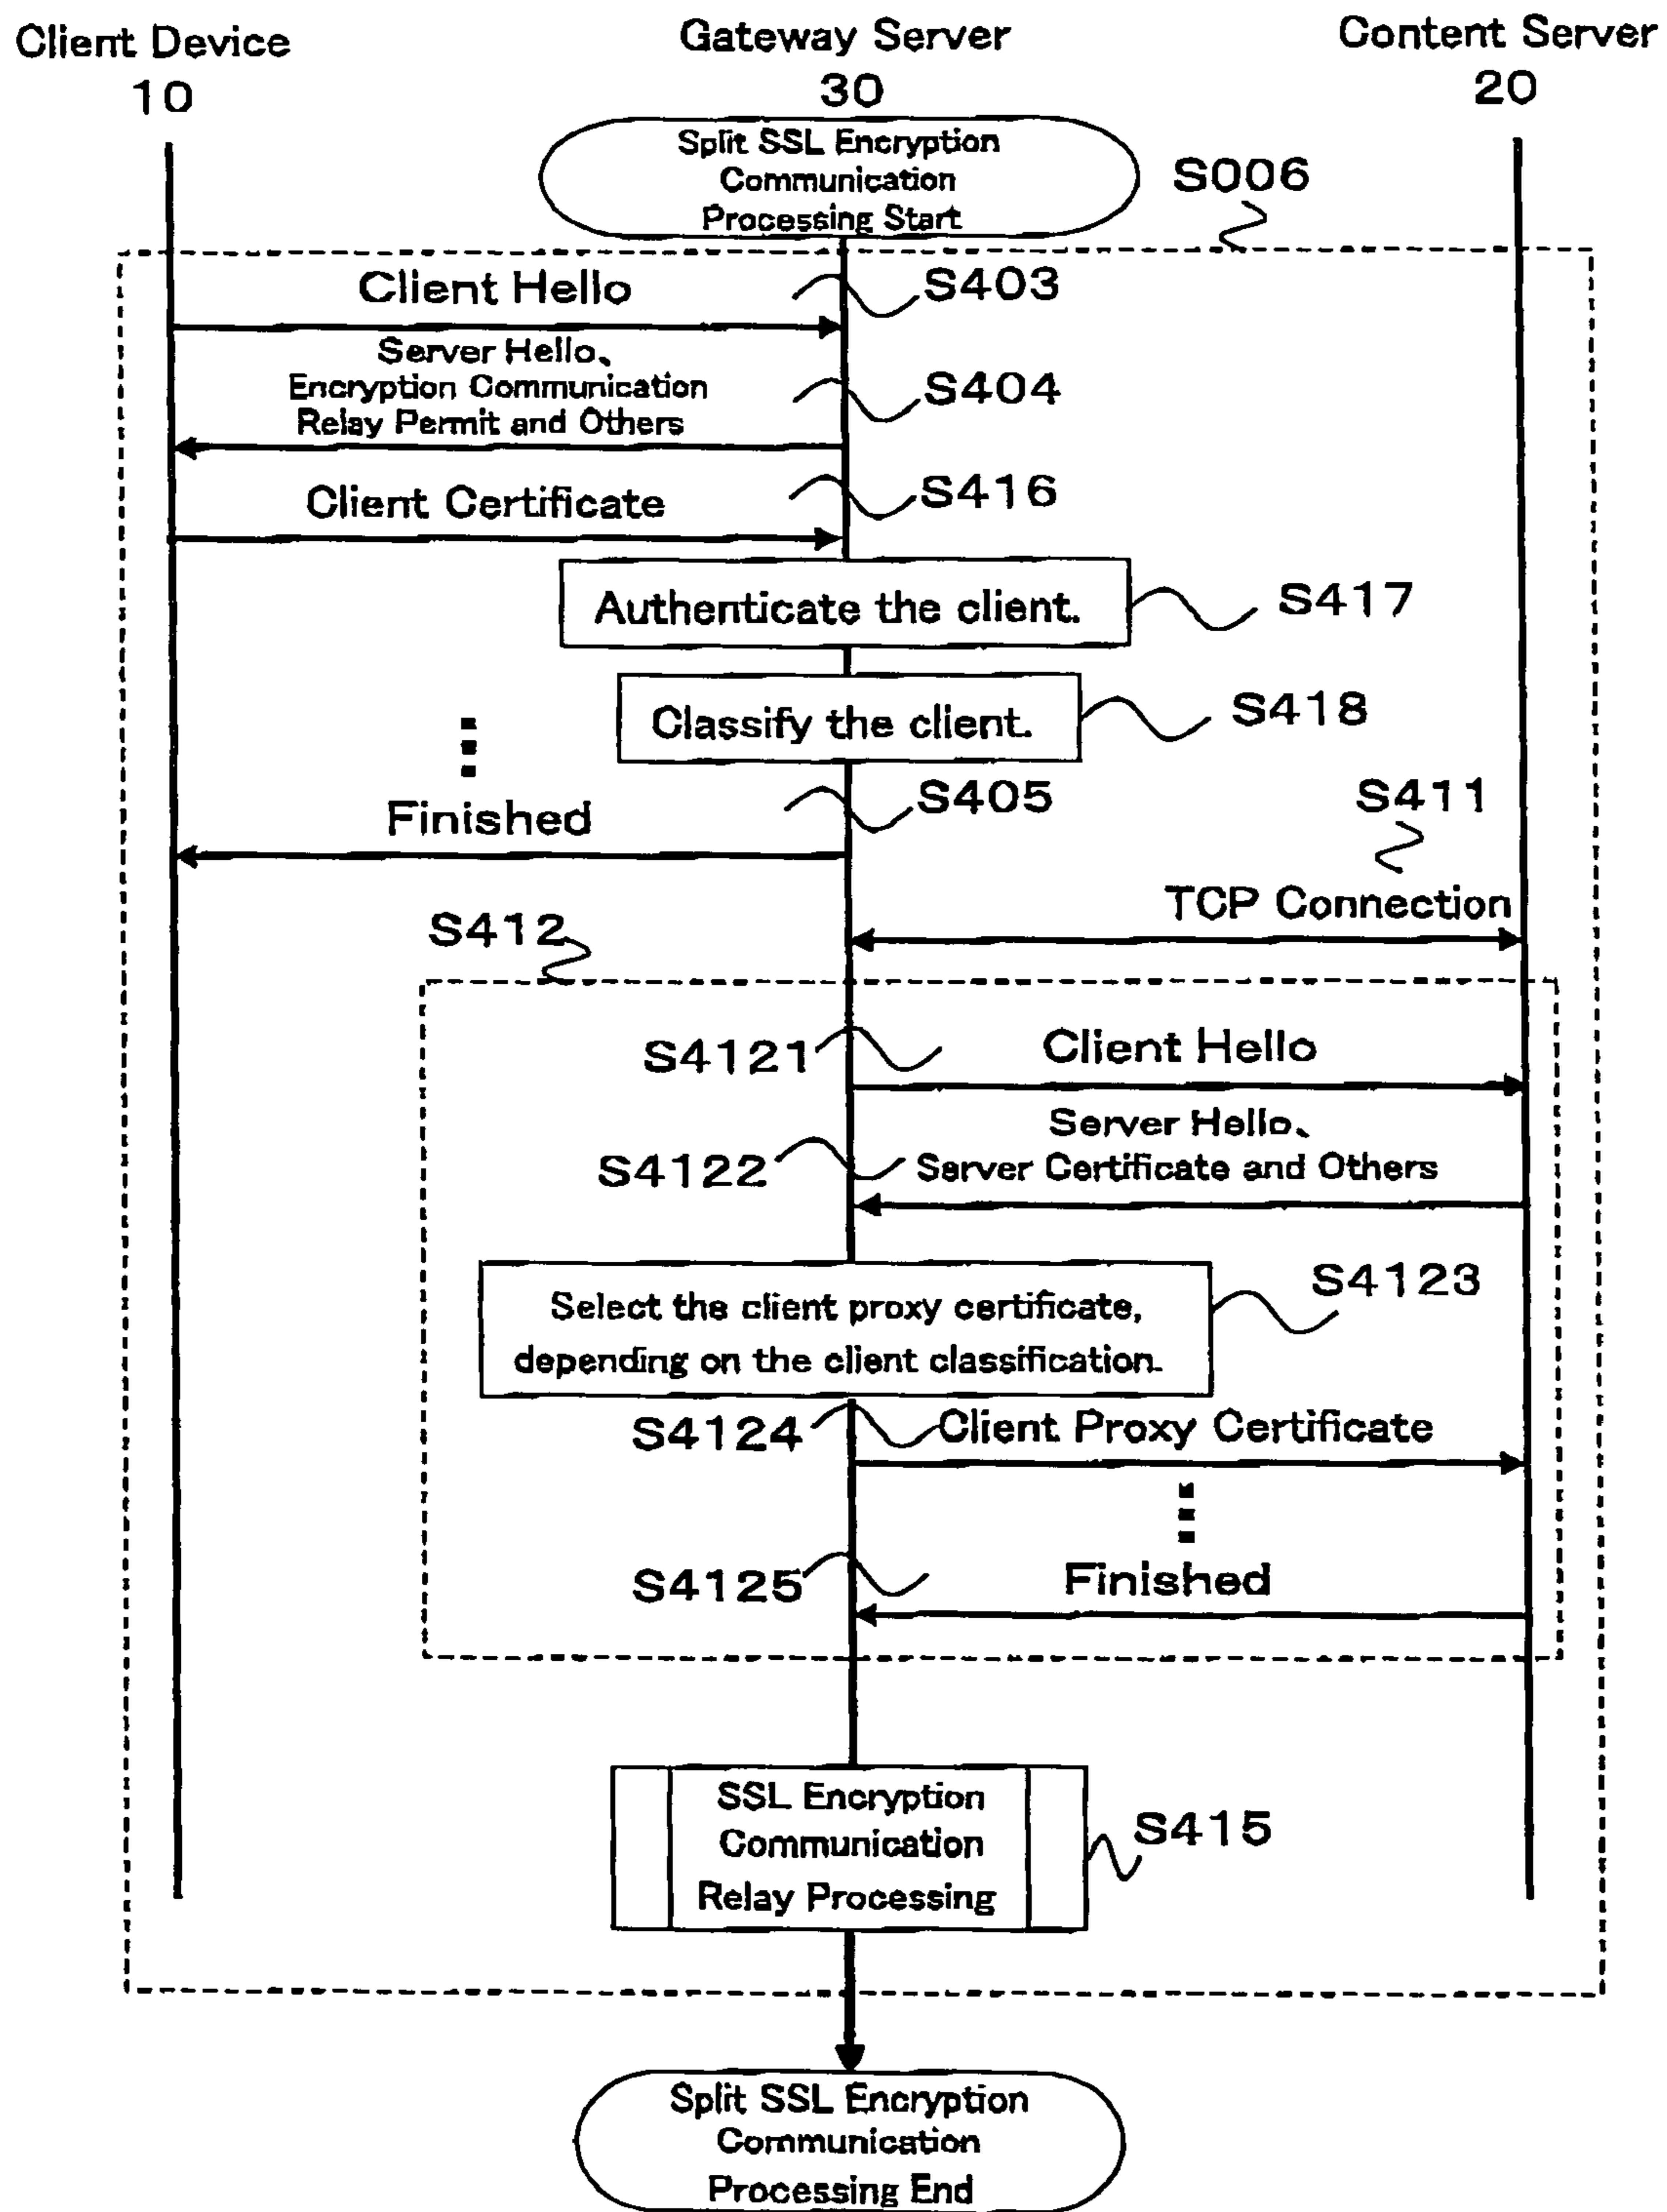 Client Device
10
Gateway Server
30
Content Server
20
Split SSL Encryption
Communication
Processing Start
S006
Client Hello
S403
Server Hello、
Encryption Communication
Relay Permit and Others
S404
Client Certificate
S416
Authenticate the client.
S417
Classify the client.
S418
Finished
S405
S411
TCP Connection
S412
S4121
Client Hello
Server Hello、
S4122
Server Certificate and Others
Select the client proxy certificate,
depending on the client classification.
S4123
S4124
Client Proxy Certificate
S4125
Finished
SSL Encryption
Communication
Relay Processing
S415
Split SSL Encryption
Communication
Processing End